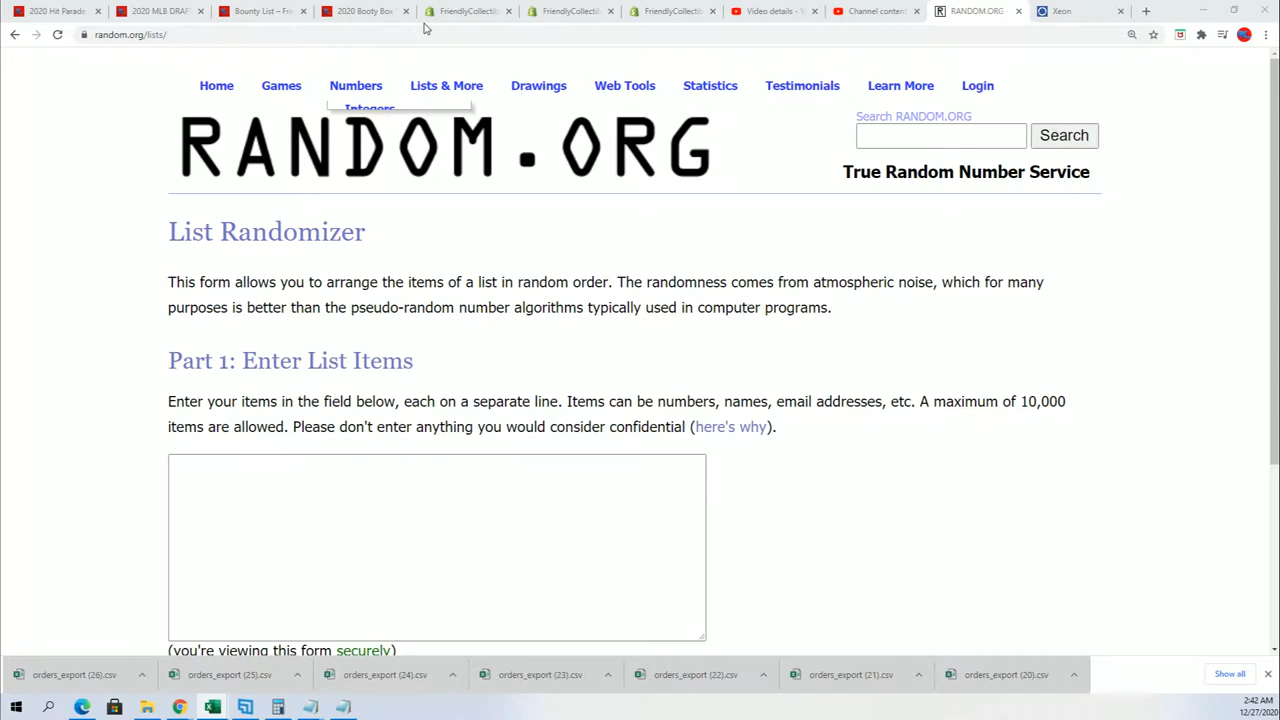 2020 Hit Parade
2020 MLB DRAFT
Bounty List – Frie
2020 Booty Box
FriendlyCollectib
FriendlyCollectib
FriendlyCollectib
Video details - Y
Channel content
RANDOM.ORG
Xeon
random.org/lists/
Home Games Numbers Lists & More Drawings Web Tools Statistics Testimonials Learn More Login
Integers
Search RANDOM.ORG
RANDOM.ORG
Search
True Random Number Service
List Randomizer
This form allows you to arrange the items of a list in random order. The randomness comes from atmospheric noise, which for many
purposes is better than the pseudo-random number algorithms typically used in computer programs.
Part 1: Enter List Items
Enter your items in the field below, each on a separate line. Items can be numbers, names, email addresses, etc. A maximum of 10,000
items are allowed. Please don't enter anything you would consider confidential (here's why).
(you're viewing this form securely)
orders_export (26).csv
orders_export (25).csv
orders_export (24).csv
orders_export (23).csv
orders_export (22).csv
orders_export (21).csv
orders_export (20).csv
Show all
2:42 AM
12/27/2020